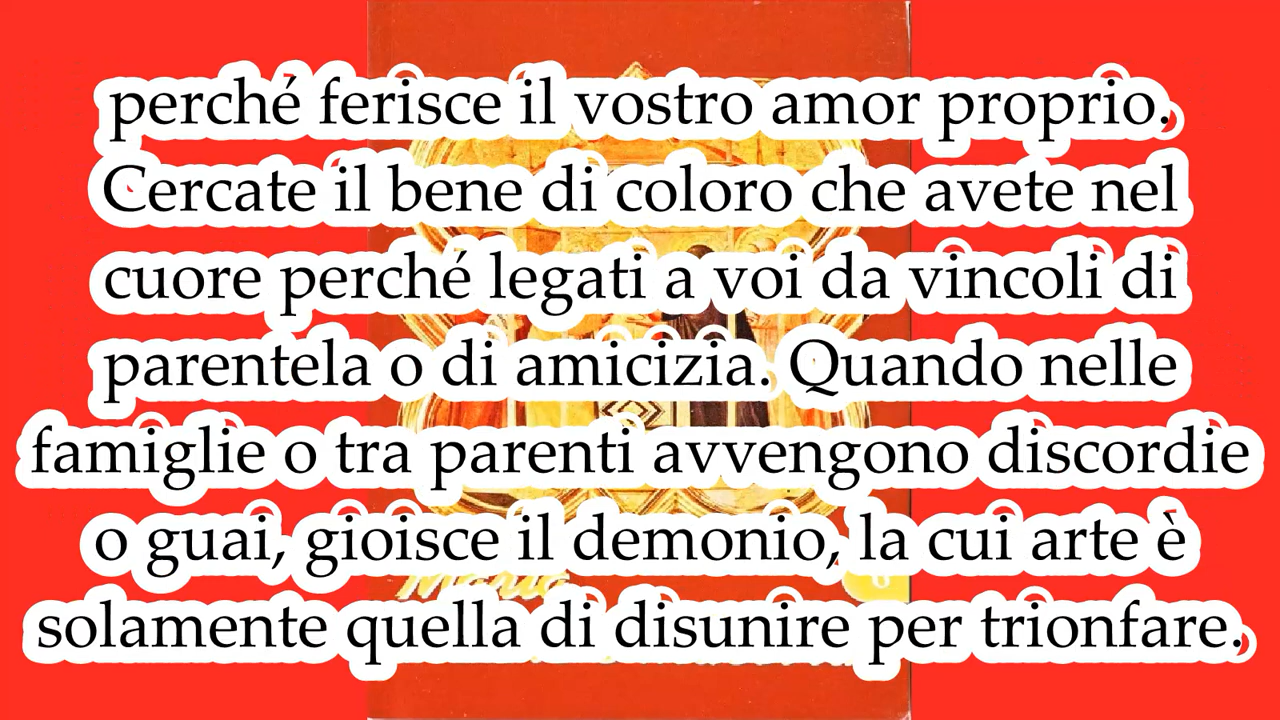 perché ferisce il vostro amor proprio.
Cercate il bene di coloro che avete nel
cuore perché legati a voi da vincoli di
parentela o di amicizia. Quando nelle
famiglie o tra parenti avvengono discordie
o guai, gioisce il demonio, la cui arte è
solamente quella di disunire per trionfare.
Maria
6